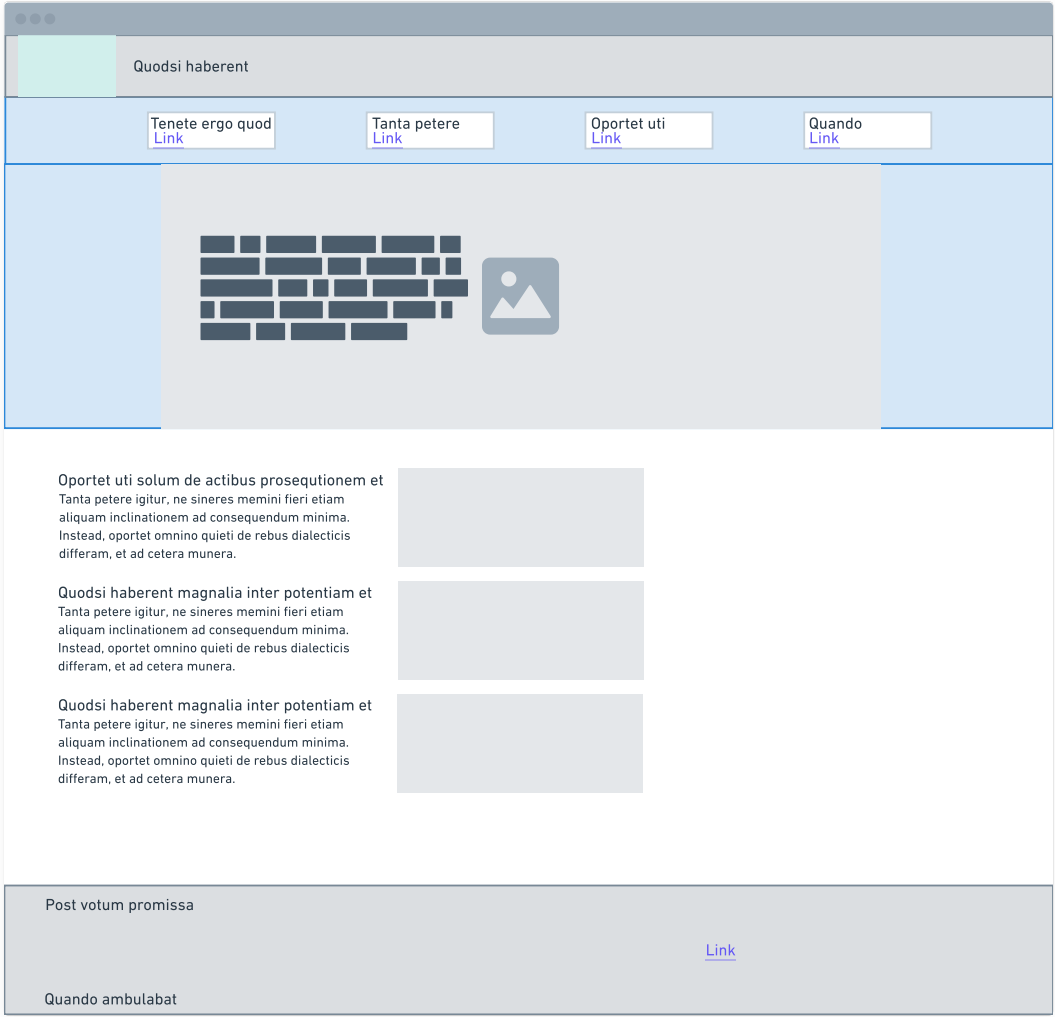 Quodsi haberent
Tenete ergo quod
Link
Tanta petere
Link
Oportet uti
Link
Quando
Link
Oportet uti solum de actibus prosequtionem et
Tanta petere igitur, ne sineres memini fieri etiam
aliquam inclinationem ad consequendum minima.
Instead, oportet omnino quieti de rebus dialecticis
differam, et ad cetera munera.
Quodsi haberent magnalia inter potentiam et
Tanta petere igitur, ne sineres memini fieri etiam
aliquam inclinationem ad consequendum minima.
Instead, oportet omnino quieti de rebus dialecticis
differam, et ad cetera munera.
Quodsi haberent magnalia inter potentiam et
Tanta petere igitur, ne sineres memini fieri etiam
aliquam inclinationem ad consequendum minima.
Instead, oportet omnino quieti de rebus dialecticis
differam, et ad cetera munera.
Post votum promissa
Link
Quando ambulabat